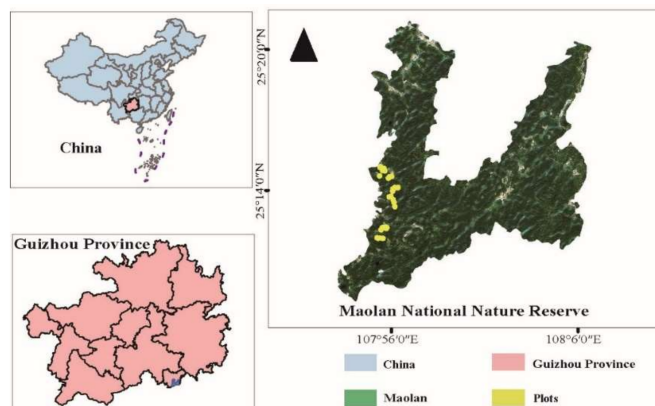 China
Guizhou Province
25°20′0″N
25°14′0″N
Maolan National Nature Reserve
107°56′0″E
108°6′0″E
China
Guizhou Province
Maolan
Plots